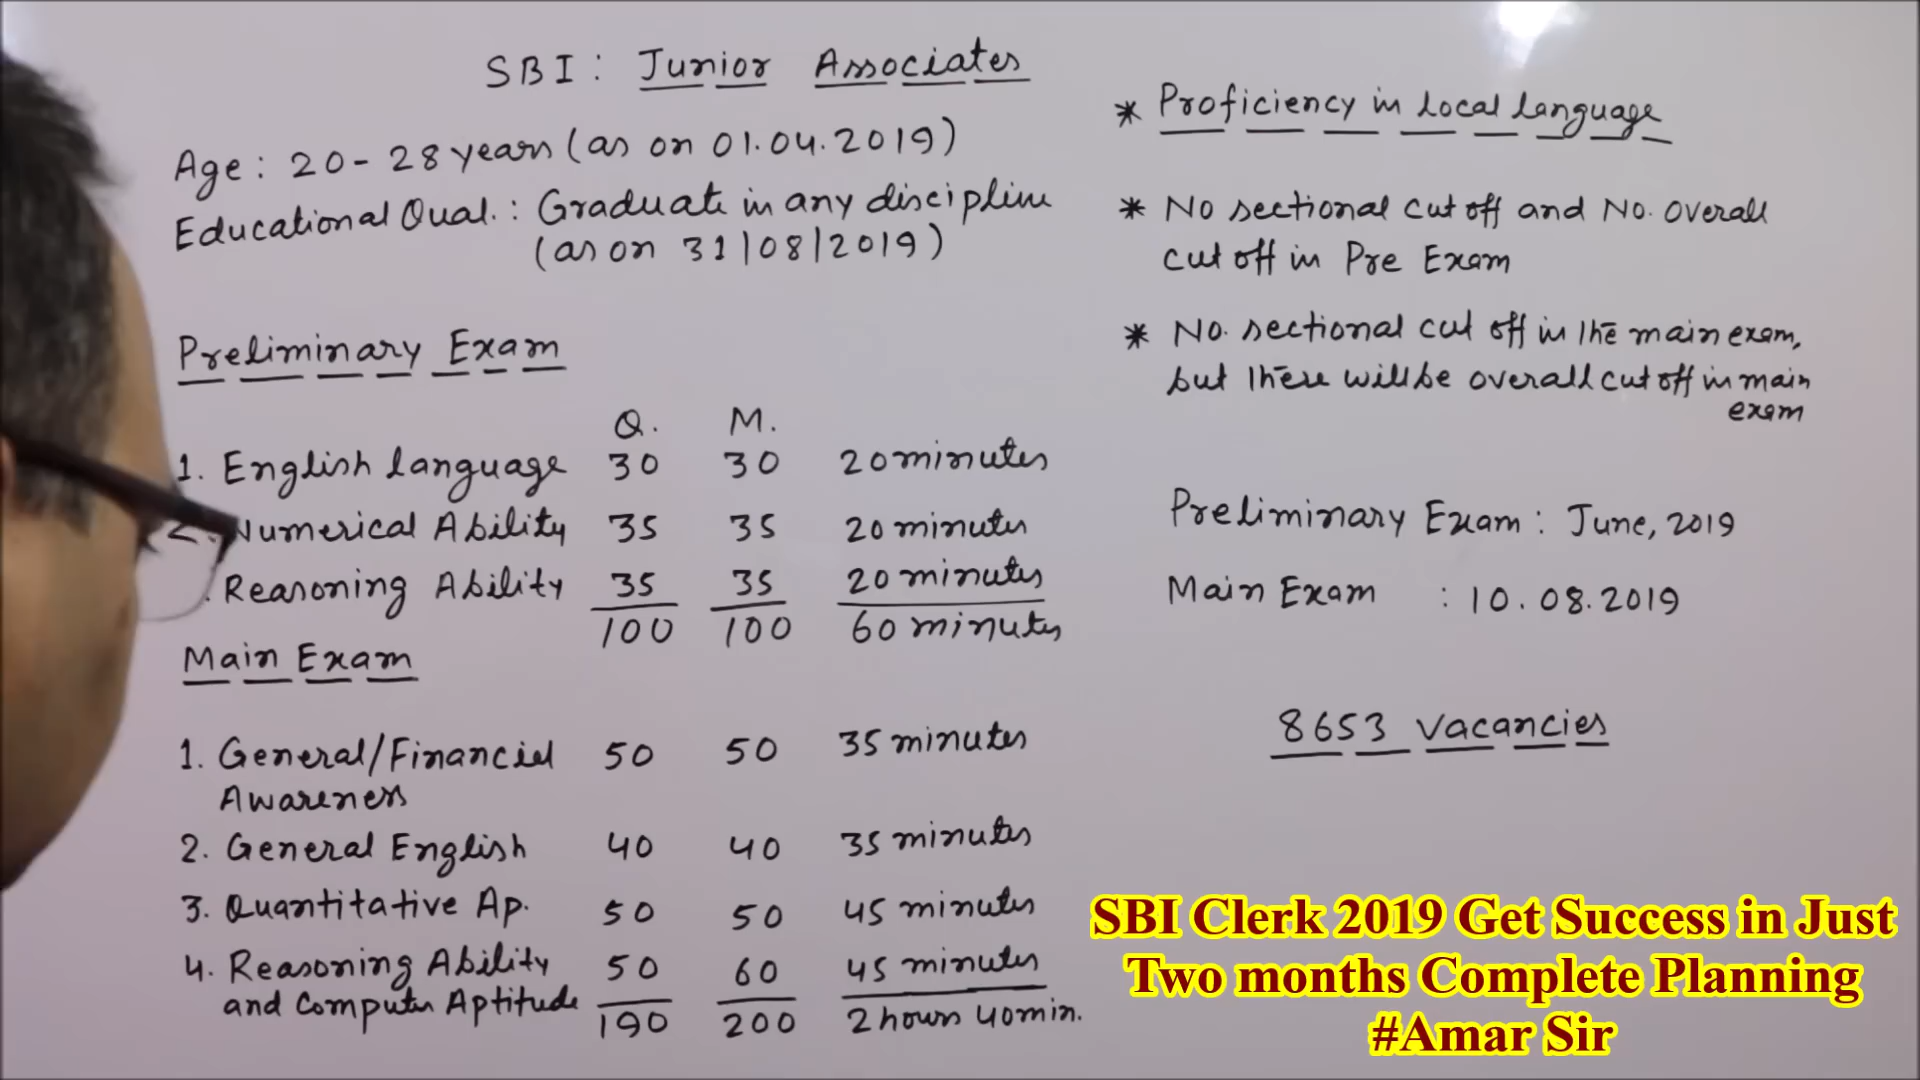 SBI: Junior Associates
Age: 20-28 years (as on 01.04.2019)
Educational Qual.: Graduate in any discipline
(as on 31/08/2019)
Preliminary Exam
Q. M.
1. English language 30 30 20 minutes
2. Numerical Ability 35 35 20 minutes
. Reasoning Ability 35 35 20 minutes
100 100 60 minutes
Main Exam
1. General/Financial 50 50 35 minutes
Awareness
2. General English 40 40 35 minutes
3. Quantitative Ap. 50 50 45 minutes
4. Reasoning Ability 50 60 45 minutes
and Computer Aptitude
190 200 2 hours 40 min.
* Proficiency in local language
* No sectional cut off and No. overall
cut off in Pre Exam
* No. sectional cut off in the main exam,
but there will be overall cut off in main
exam
Preliminary Exam: June, 2019
Main Exam : 10.08.2019
8653 vacancies
SBI Clerk 2019 Get Success in Just
Two months Complete Planning
#Amar Sir